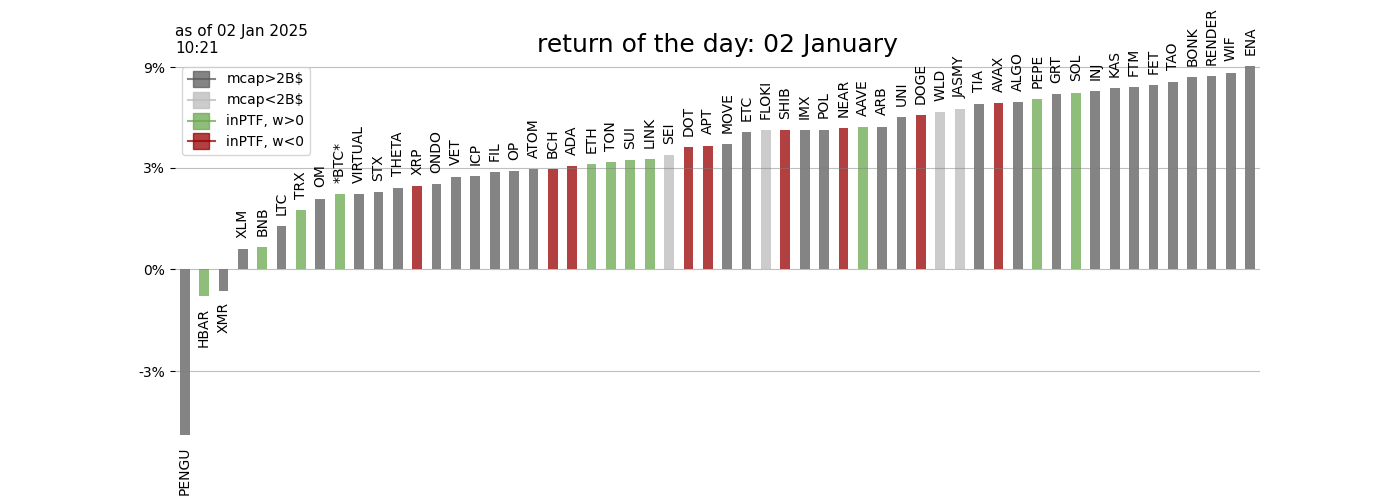 as of 02 Jan 2025
10:21
return of the day: 02 January
9%
3%
0%
-3%
mcap>2B$
mcap<2B$
inPTF, w>0
inPTF, w<0
PENGU
HBAR
XMR
XLM
BNB
LTC
TRX
OM
*BTC*
VIRTUAL
STX
THETA
XRP
ONDO
VET
ICP
FIL
OP
ATOM
BCH
ADA
ETH
TON
SUI
LINK
SEI
DOT
APT
MOVE
ETC
FLOKI
SHIB
IMX
POL
NEAR
AAVE
ARB
UNI
DOGE
WLD
JASMY
TIA
AVAX
ALGO
PEPE
GRT
SOL
INJ
KAS
FTM
FET
TAO
BONK
RENDER
WIF
ENA